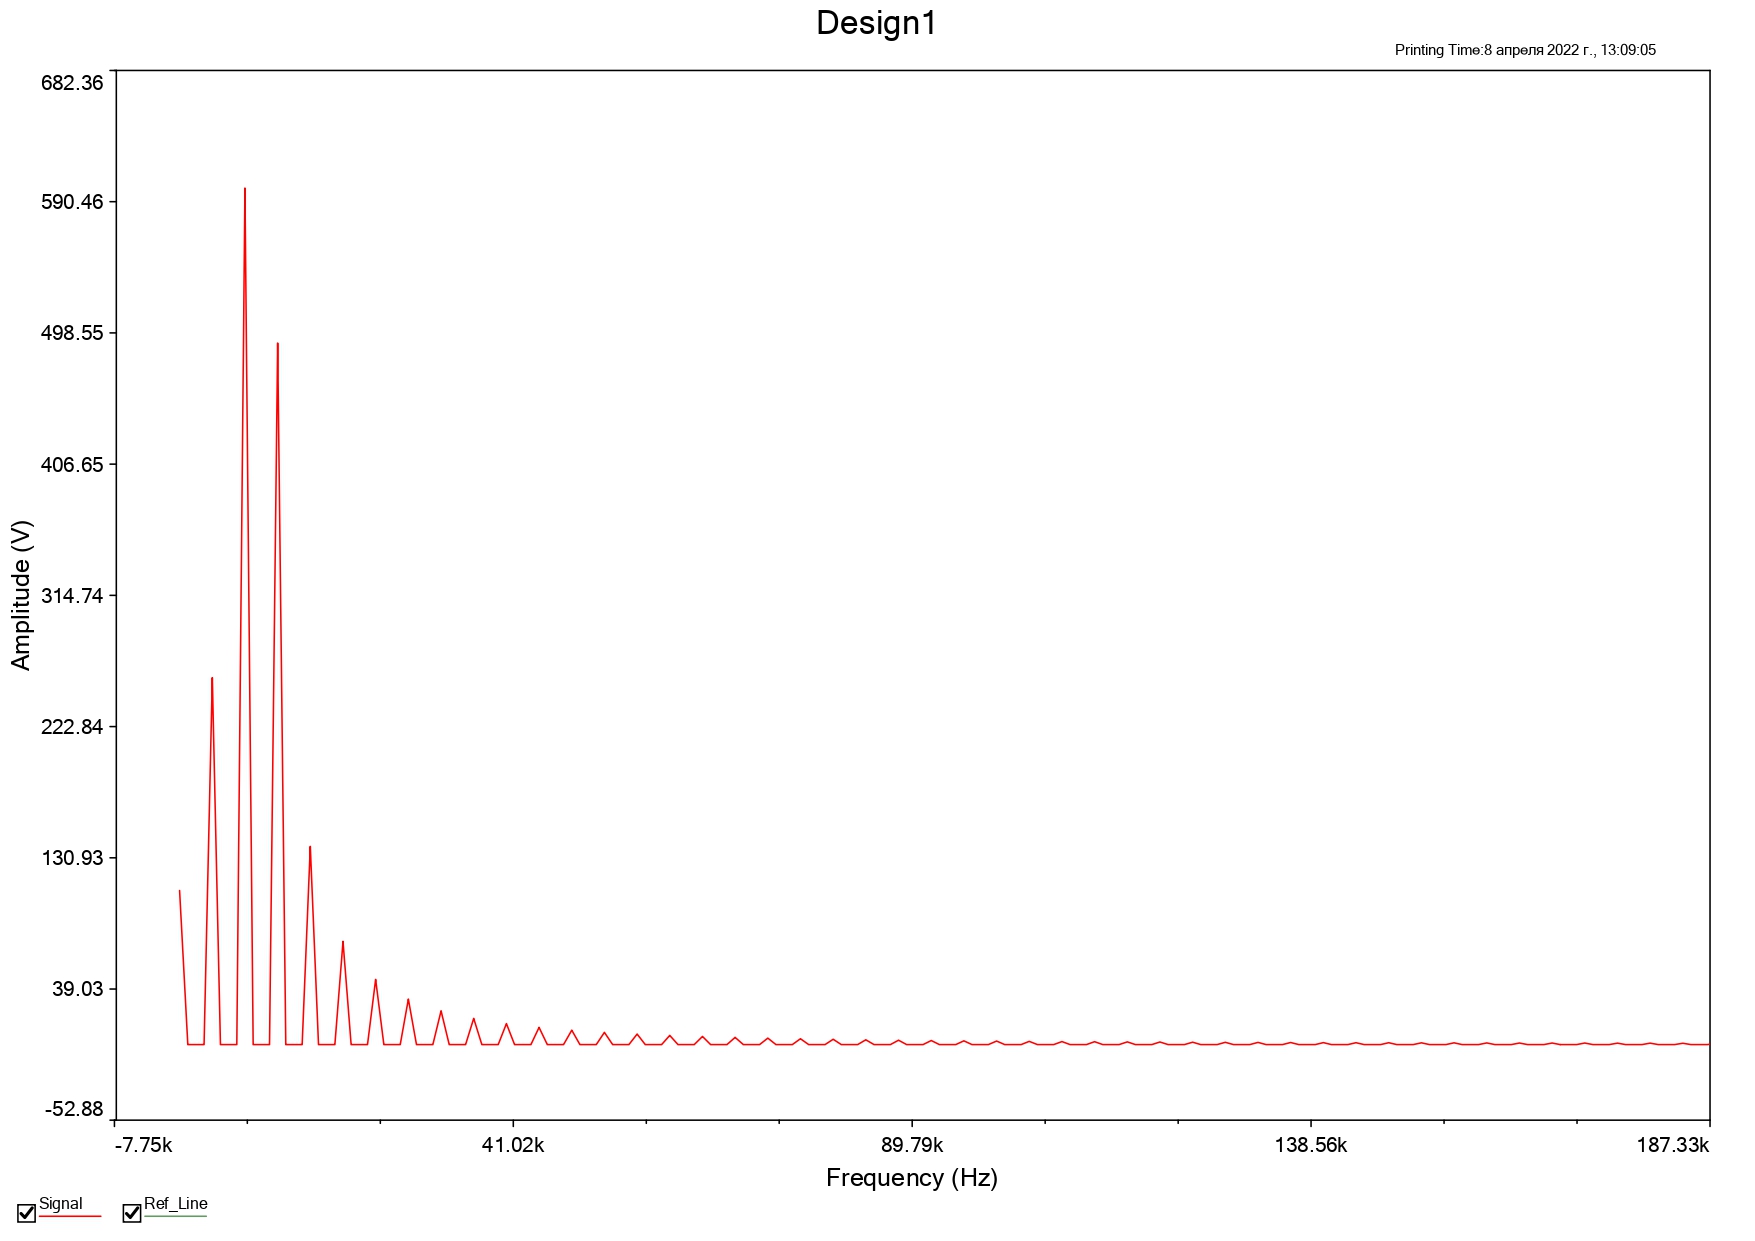 Design1
Printing Time:8 апреля 2022 г., 13:09:05
682.36
590.46
498.55
406.65
314.74
222.84
130.93
39.03
-52.88
Amplitude (V)
-7.75k 41.02k 89.79k 138.56k 187.33k
Frequency (Hz)
Signal Ref_Line